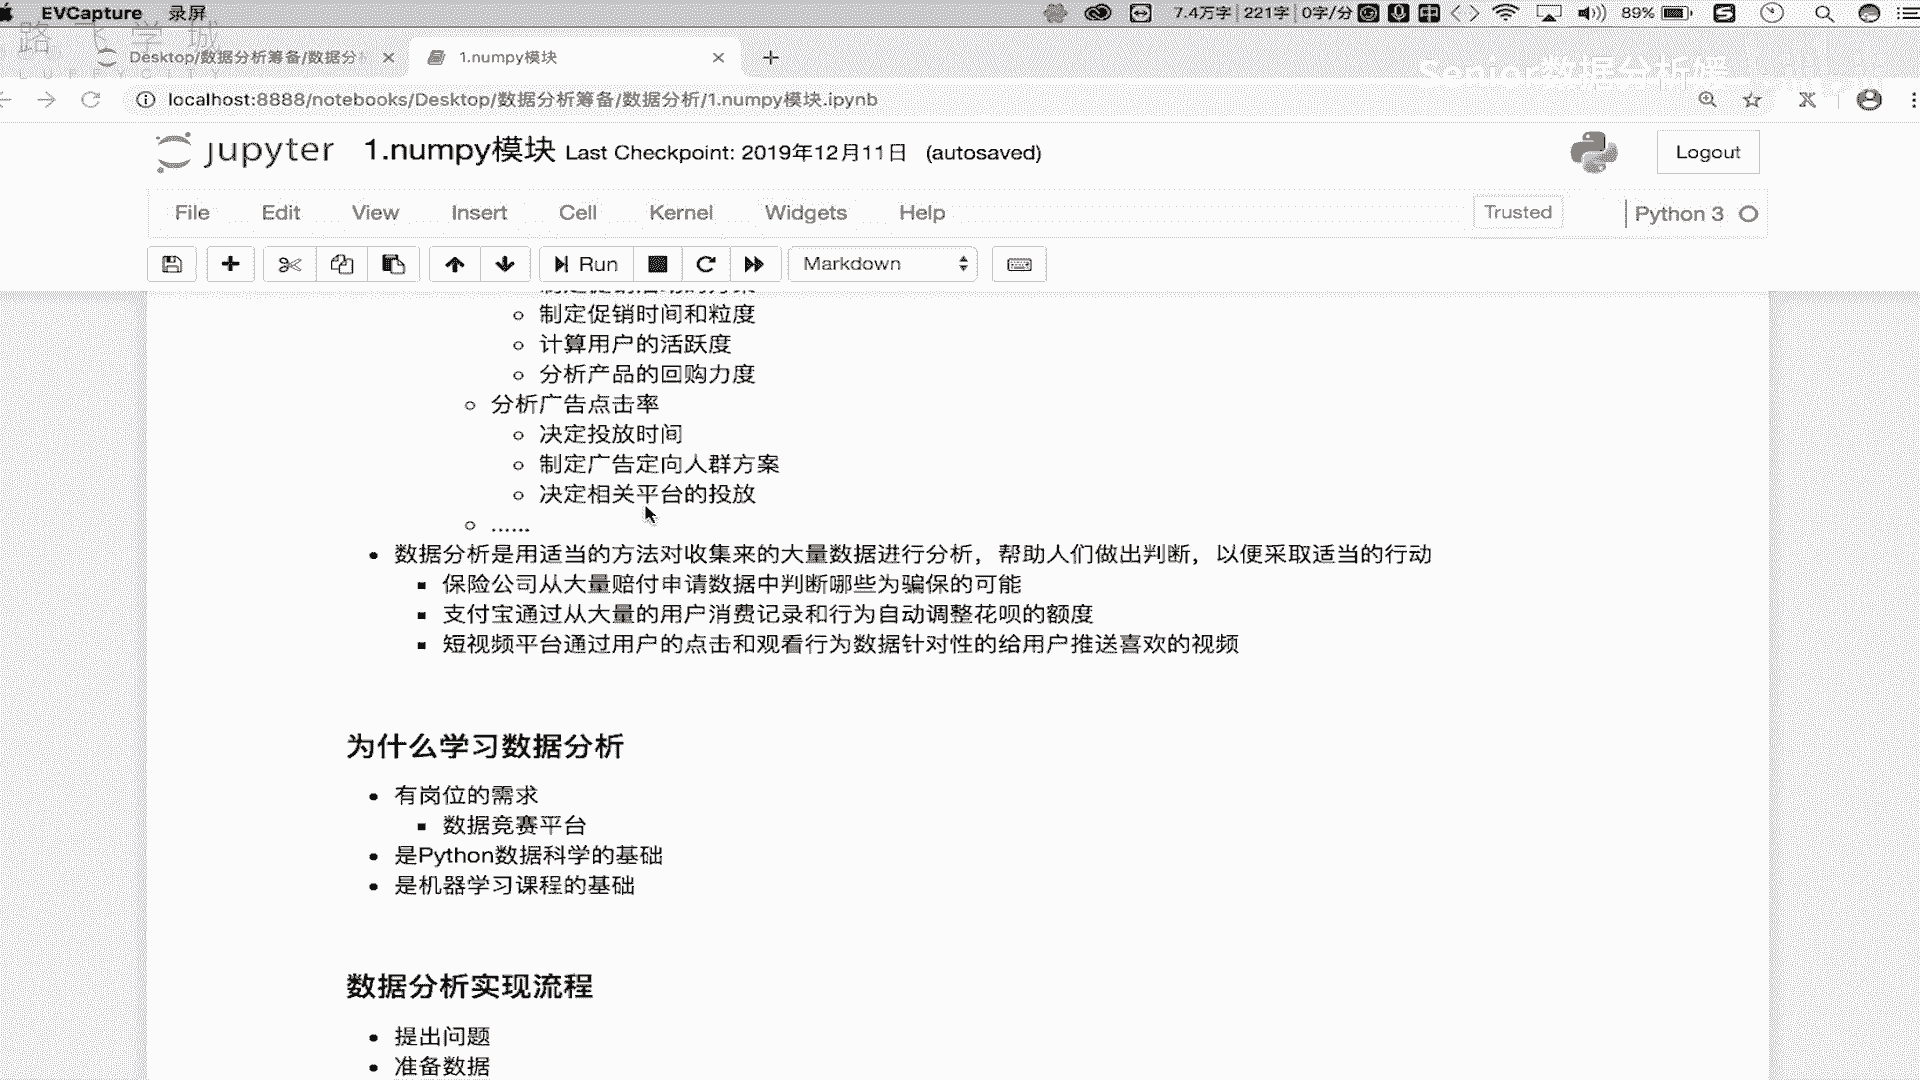 EVCapture 录屏 7.4万字 221字 0字/分 89%
Desktop/数据分析筹备/数据分 1.numpy模块
Senior数据分析媛
localhost:8888/notebooks/Desktop/数据分析筹备/数据分析/1.numpy模块.ipynb
jupyter 1.numpy模块 Last Checkpoint: 2019年12月11日 (autosaved) Logout
File Edit View Insert Cell Kernel Widgets Help Trusted Python 3
Run Markdown
制定促销时间和粒度
计算用户的活跃度
分析产品的回购力度
分析广告点击率
决定投放时间
制定广告定向人群方案
决定相关平台的投放
......
数据分析是用适当的方法对收集来的大量数据进行分析，帮助人们做出判断，以便采取适当的行动
保险公司从大量赔付申请数据中判断哪些为骗保的可能
支付宝通过从大量的用户消费记录和行为自动调整花呗的额度
短视频平台通过用户的点击和观看行为数据针对性的给用户推送喜欢的视频
为什么学习数据分析
有岗位的需求
数据竞赛平台
是Python数据科学的基础
是机器学习课程的基础
数据分析实现流程
提出问题
准备数据